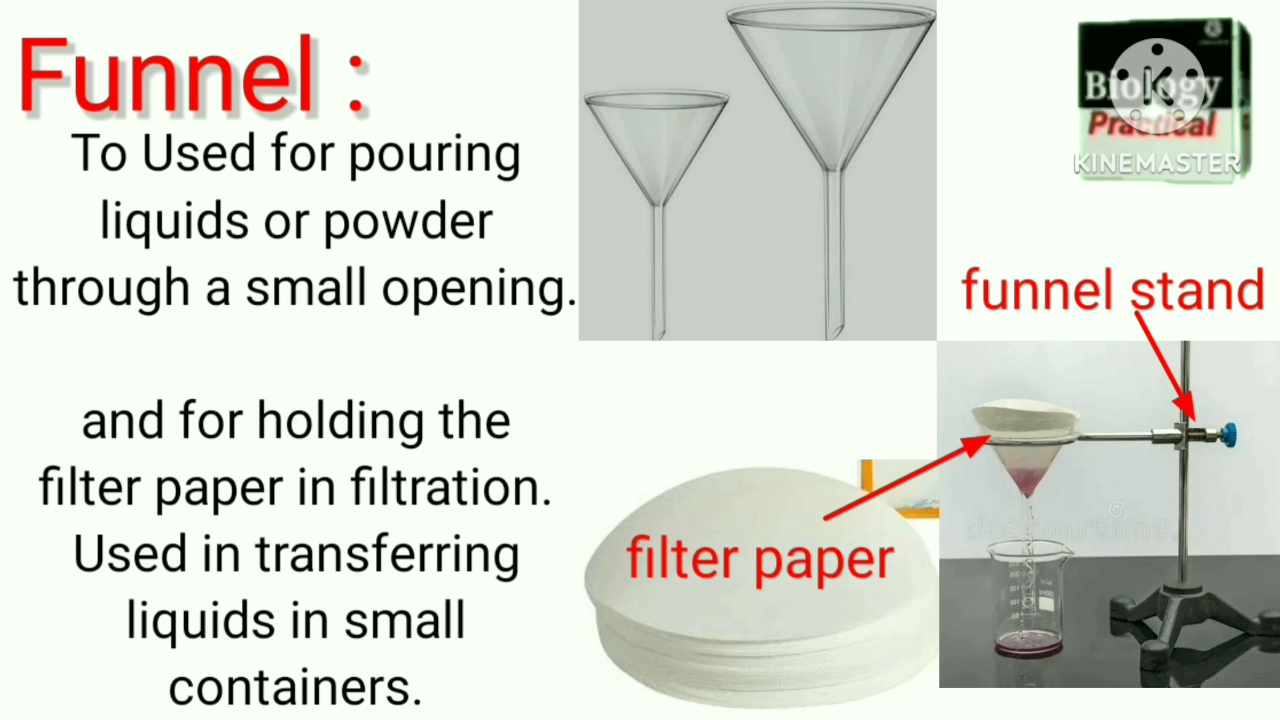 Funnel :
To Used for pouring
liquids or powder
through a small opening.
and for holding the
filter paper in filtration.
Used in transferring
liquids in small
containers.
Biology
Practical
KINEMASTER
funnel stand
filter paper
dreamstime